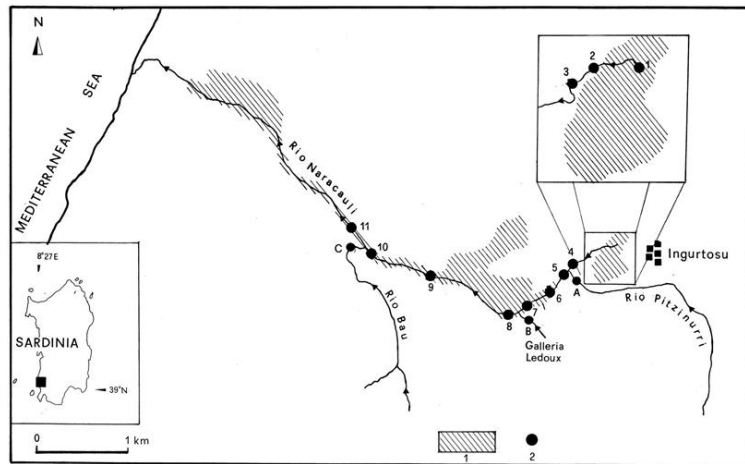 N
MEDITERRANEAN SEA
Rio Naracauli
3
2
1
11
C
10
9
Rio Bau
8
7
B
6
5
4
A
Galleria
Ledoux
Ingurtosu
Rio Pitzinurri
8°27E
SARDINIA
39°N
0
1 km
1
2